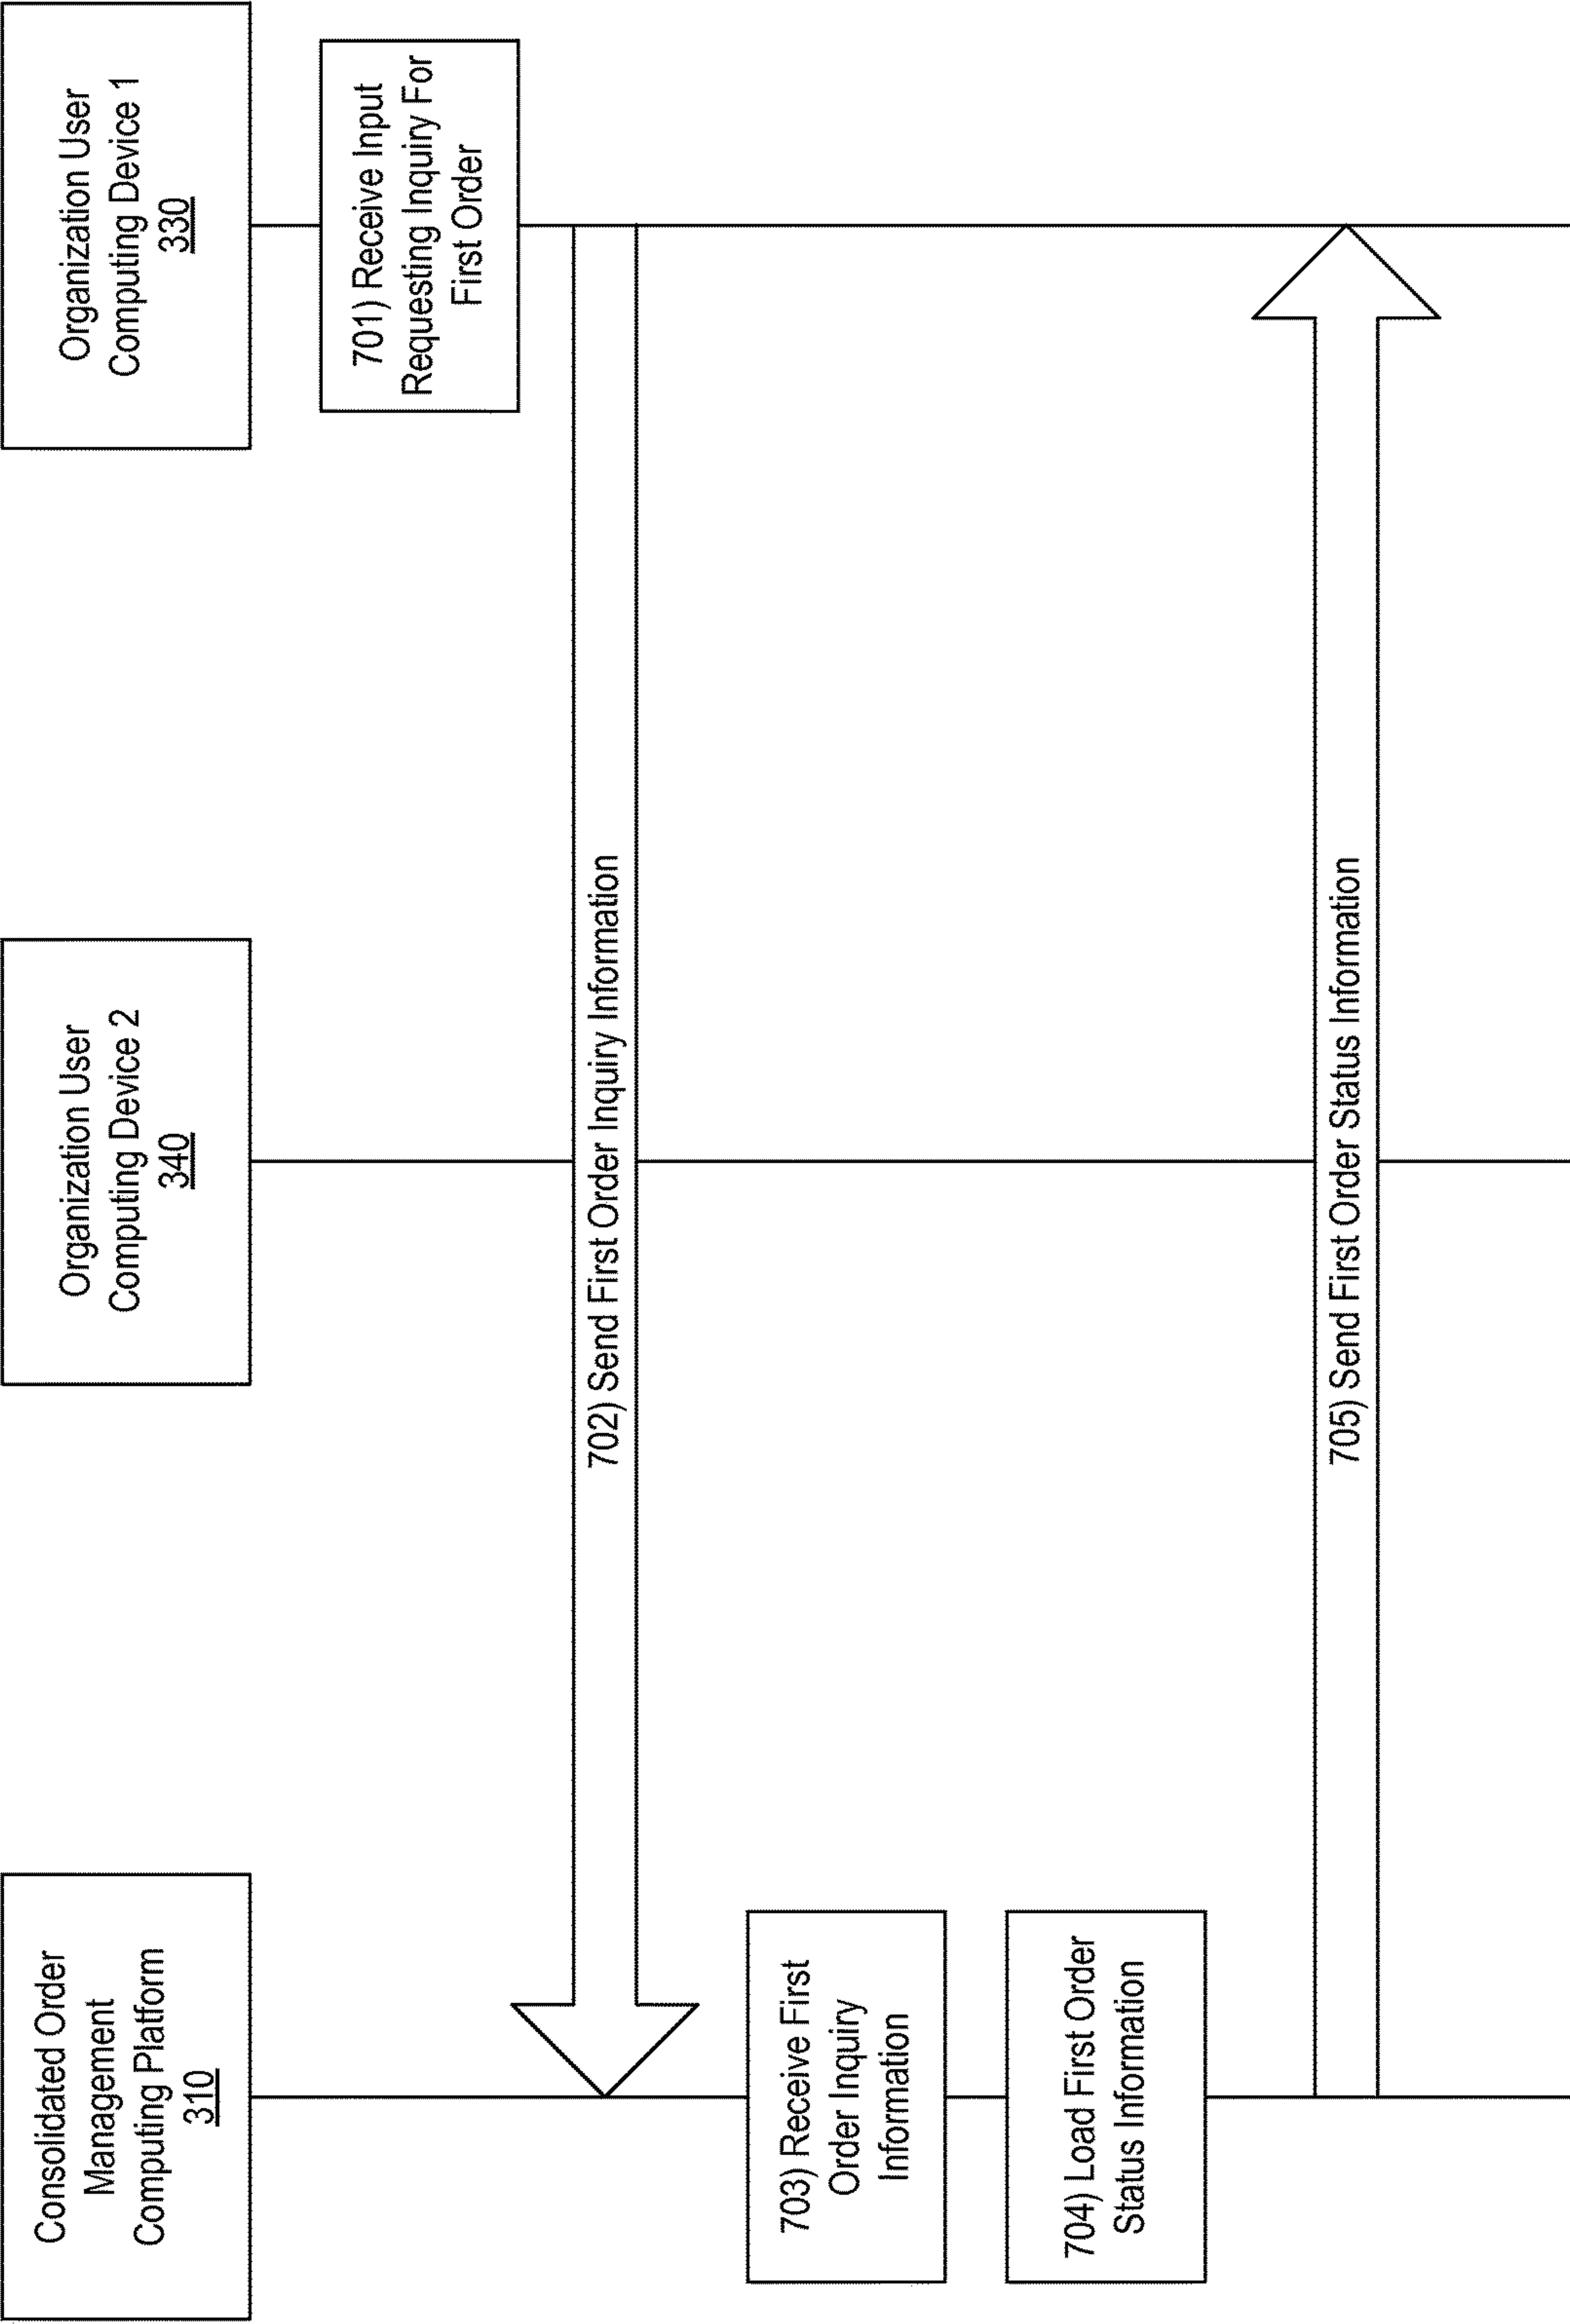 Consolidated Order
Management
Computing Platform
310
Organization User
Computing Device 2
340
Organization User
Computing Device 1
330
701) Receive Input
Requesting Inquiry For
First Order
702) Send First Order Inquiry Information
703) Receive First
Order Inquiry
Information
704) Load First Order
Status Information
705) Send First Order Status Information